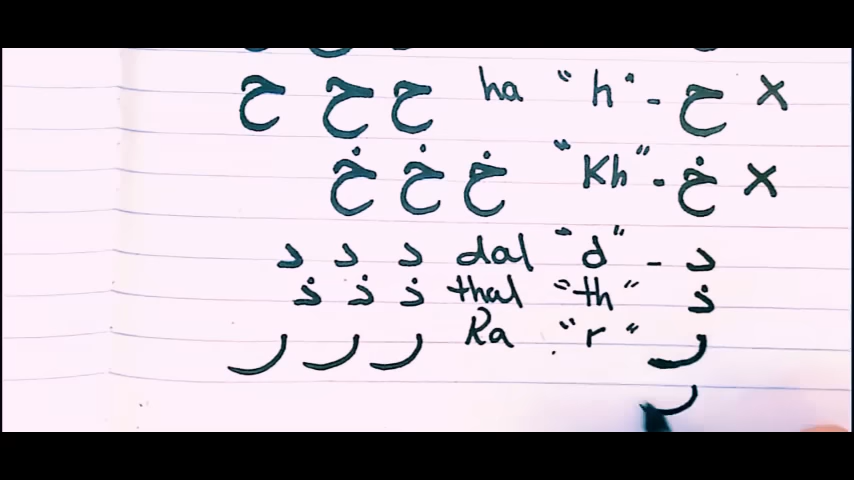 ح ح ح ha "h" - ح X
خ خ خ "Kh" - خ X
د د د dal "d" - د
ذ ذ ذ thal "th" ذ
ر ر ر Ra "r" ر
ر